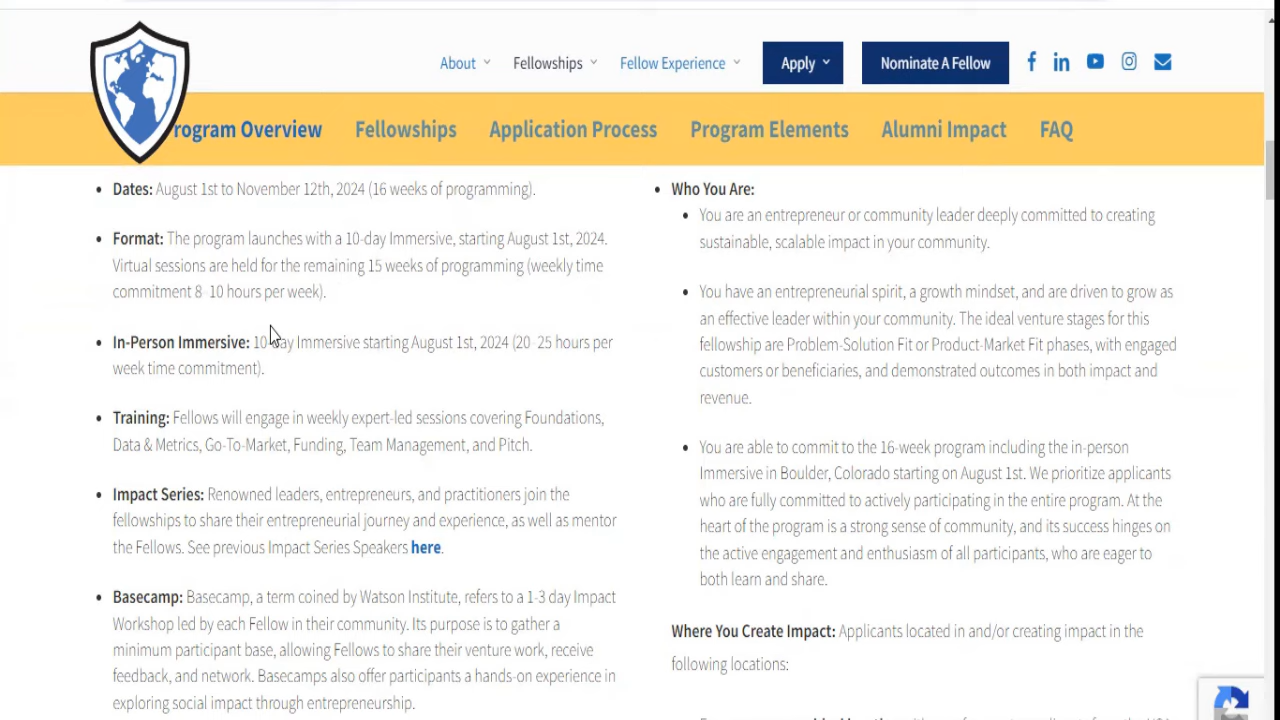 About
Fellowships
Fellow Experience
Apply
Nominate A Fellow
rogram Overview
Fellowships
Application Process
Program Elements
Alumni Impact
FAQ
Dates: August 1st to November 12th, 2024 (16 weeks of programming).
Format: The program launches with a 10-day Immersive, starting August 1st, 2024.
Virtual sessions are held for the remaining 15 weeks of programming (weekly time
commitment 8-10 hours per week).
In-Person Immersive: 10-day Immersive starting August 1st, 2024 (20-25 hours per
week time commitment).
Training: Fellows will engage in weekly expert-led sessions covering Foundations,
Data & Metrics, Go-To-Market, Funding, Team Management, and Pitch.
Impact Series: Renowned leaders, entrepreneurs, and practitioners join the
fellowships to share their entrepreneurial journey and experience, as well as mentor
the Fellows. See previous Impact Series Speakers here.
Basecamp: Basecamp, a term coined by Watson Institute, refers to a 1-3 day Impact
Workshop led by each Fellow in their community. Its purpose is to gather a
minimum participant base, allowing Fellows to share their venture work, receive
feedback, and network. Basecamps also offer participants a hands-on experience in
exploring social impact through entrepreneurship.
Who You Are:
You are an entrepreneur or community leader deeply committed to creating
sustainable, scalable impact in your community.
You have an entrepreneurial spirit, a growth mindset, and are driven to grow as
an effective leader within your community. The ideal venture stages for this
fellowship are Problem-Solution Fit or Product-Market Fit phases, with engaged
customers or beneficiaries, and demonstrated outcomes in both impact and
revenue.
You are able to commit to the 16-week program including the in-person
Immersive in Boulder, Colorado starting on August 1st. We prioritize applicants
who are fully committed to actively participating in the entire program. At the
heart of the program is a strong sense of community, and its success hinges on
the active engagement and enthusiasm of all participants, who are eager to
both learn and share.
Where You Create Impact: Applicants located in and/or creating impact in the
following locations: